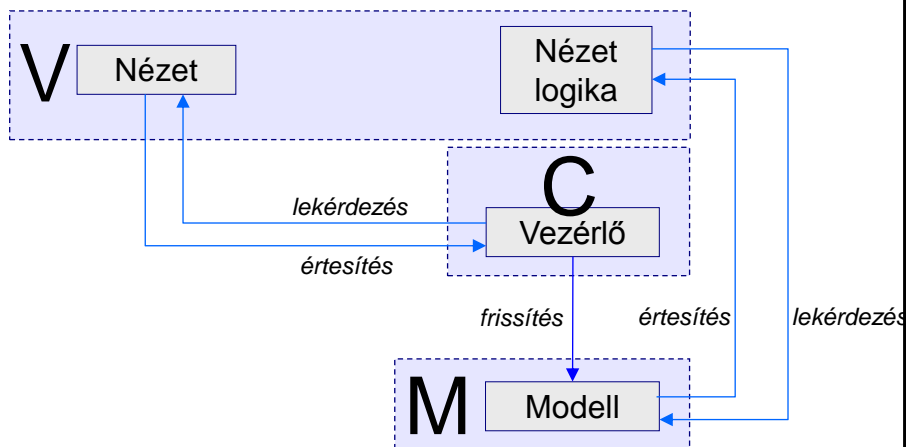 V
Nézet
Nézet
logika
C
Vezérlő
lekérdezés
értesítés
frissítés
értesítés
lekérdezés
M
Modell